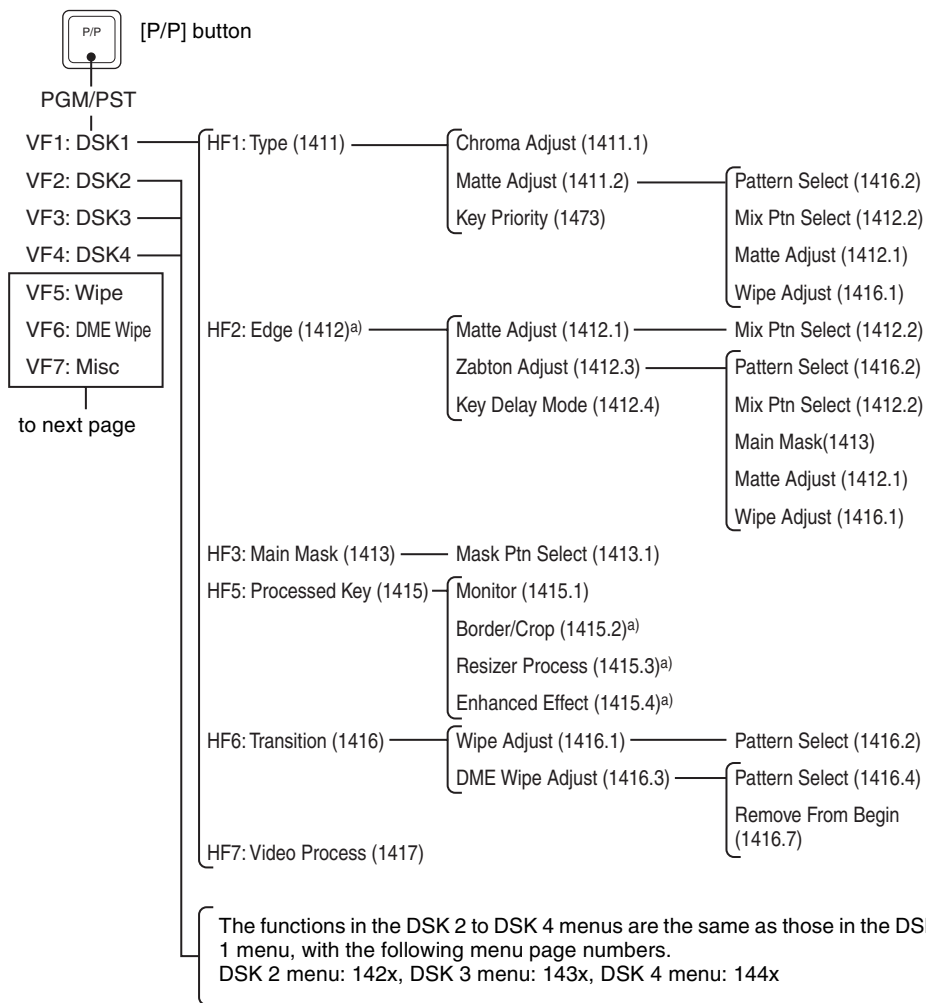 P/P
[P/P] button
PGM/PST
VF1: DSK1
VF2: DSK2
VF3: DSK3
VF4: DSK4
VF5: Wipe
VF6: DME Wipe
VF7: Misc
to next page
HF1: Type (1411)
Chroma Adjust (1411.1)
Matte Adjust (1411.2)
Pattern Select (1416.2)
Mix Ptn Select (1412.2)
Matte Adjust (1412.1)
Wipe Adjust (1416.1)
Key Priority (1473)
HF2: Edge (1412)a)
Matte Adjust (1412.1)
Mix Ptn Select (1412.2)
Zabton Adjust (1412.3)
Pattern Select (1416.2)
Mix Ptn Select (1412.2)
Main Mask(1413)
Matte Adjust (1412.1)
Wipe Adjust (1416.1)
Key Delay Mode (1412.4)
HF3: Main Mask (1413)
Mask Ptn Select (1413.1)
HF5: Processed Key (1415)
Monitor (1415.1)
Border/Crop (1415.2)a)
Resizer Process (1415.3)a)
Enhanced Effect (1415.4)a)
HF6: Transition (1416)
Wipe Adjust (1416.1)
Pattern Select (1416.2)
DME Wipe Adjust (1416.3)
Pattern Select (1416.4)
Remove From Begin
(1416.7)
HF7: Video Process (1417)
The functions in the DSK 2 to DSK 4 menus are the same as those in the DS
1 menu, with the following menu page numbers.
DSK 2 menu: 142x, DSK 3 menu: 143x, DSK 4 menu: 144x